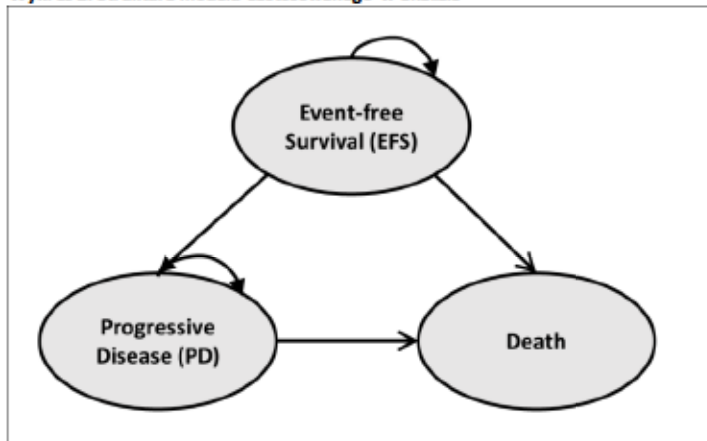 Event-free
Survival (EFS)
Progressive
Disease (PD)
Death